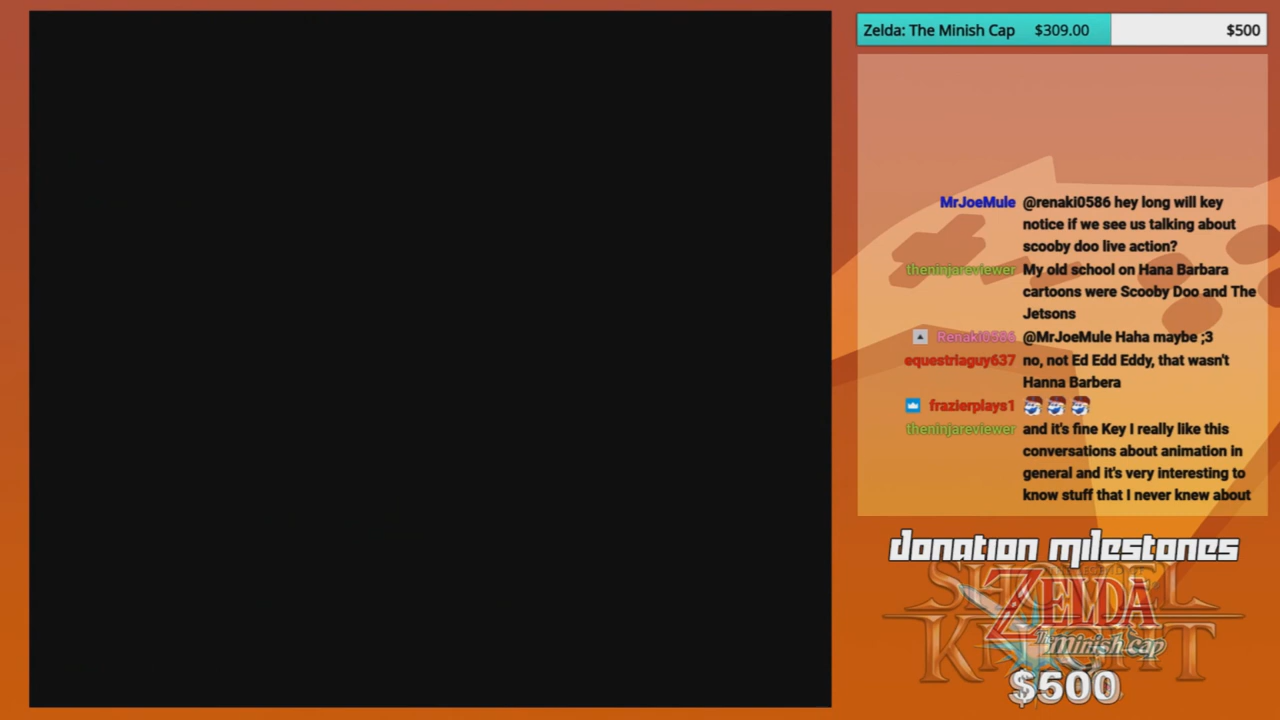 Zelda: The Minish Cap $309.00 $500
MrJoeMule @renaki0586 hey long will key
notice if we see us talking about
scooby doo live action?
theninjareviewer My old school on Hana Barbara
cartoons were Scooby Doo and The
Jetsons
Renaki0586 @MrJoeMule Haha maybe ;3
equestriaguy637 no, not Ed Edd Eddy, that wasn't
Hanna Barbera
frazierplays1
theninjareviewer and it's fine Key I really like this
conversations about animation in
general and it's very interesting to
know stuff that I never knew about
donation milestones
SHOVEL
KNIGHT
ZELDA
The Minish Cap
$500